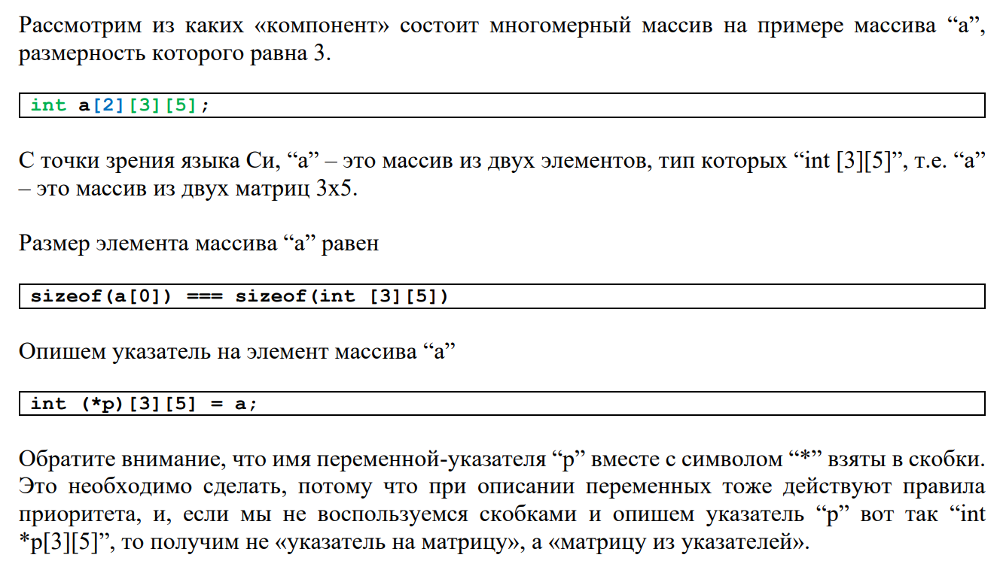 Рассмотрим из каких «компонент» состоит многомерный массив на примере массива “a”,
размерность которого равна 3.
int a[2][3][5];
С точки зрения языка Си, “a” – это массив из двух элементов, тип которых “int [3][5]”, т.е. “a”
– это массив из двух матриц 3x5.
Размер элемента массива “a” равен
sizeof(a[0]) === sizeof(int [3][5])
Опишем указатель на элемент массива “a”
int (*p)[3][5] = a;
Обратите внимание, что имя переменной-указателя “p” вместе с символом “*” взяты в скобки.
Это необходимо сделать, потому что при описании переменных тоже действуют правила
приоритета, и, если мы не воспользуемся скобками и опишем указатель “p” вот так “int
*p[3][5]”, то получим не «указатель на матрицу», а «матрицу из указателей».